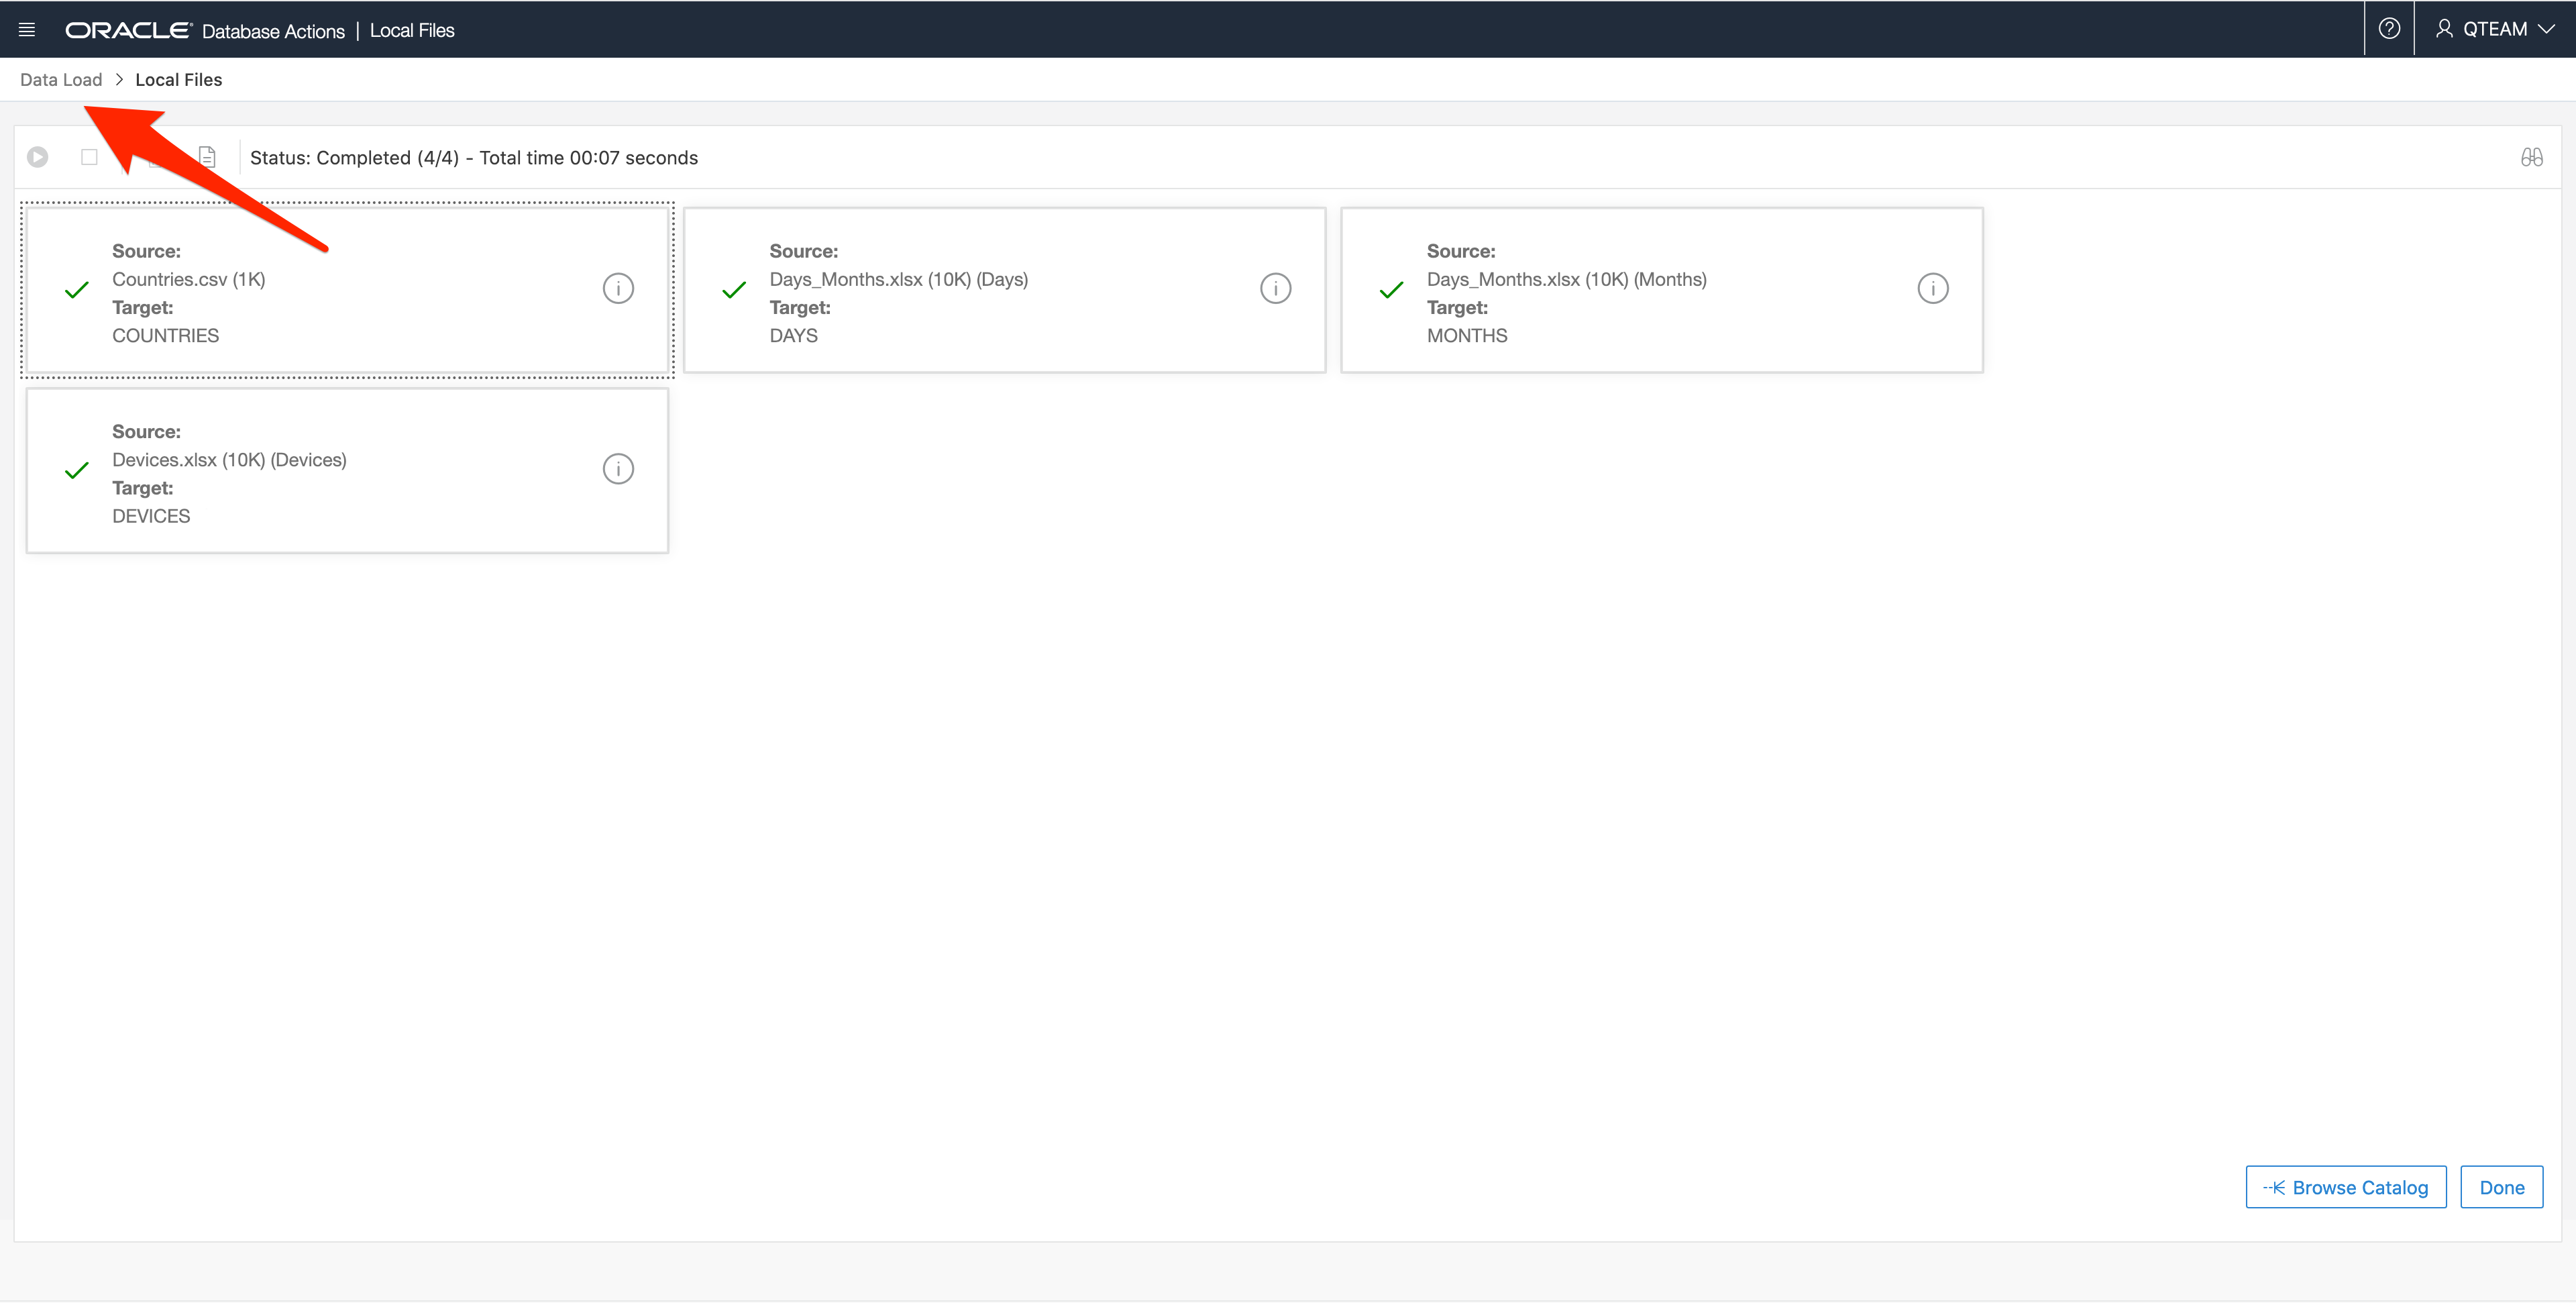 ORACLE Database Actions | Local Files
QTEAM
Data Load > Local Files
Status: Completed (4/4) - Total time 00:07 seconds
Source:
Countries.csv (1K)
Target:
COUNTRIES
Source:
Days_Months.xlsx (10K) (Days)
Target:
DAYS
Source:
Days_Months.xlsx (10K) (Months)
Target:
MONTHS
Source:
Devices.xlsx (10K) (Devices)
Target:
DEVICES
Browse Catalog
Done